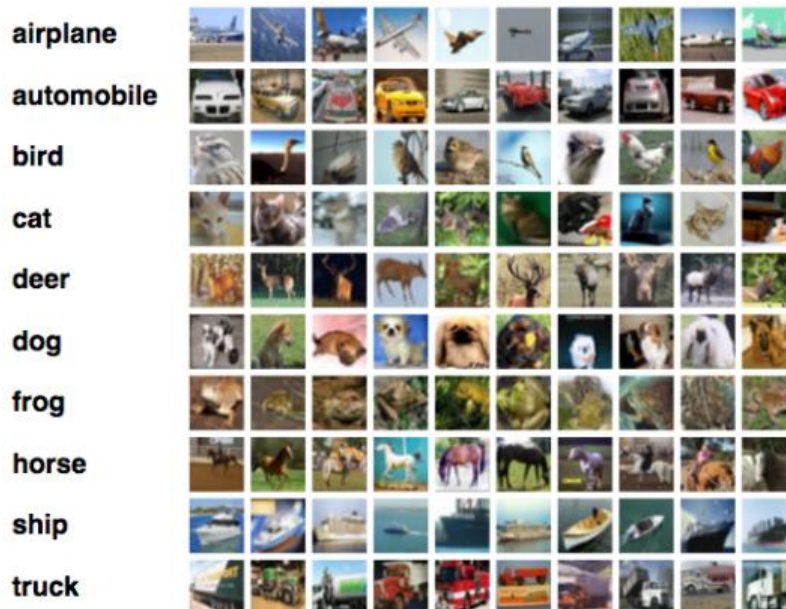 airplane
automobile
bird
cat
deer
dog
frog
horse
ship
truck